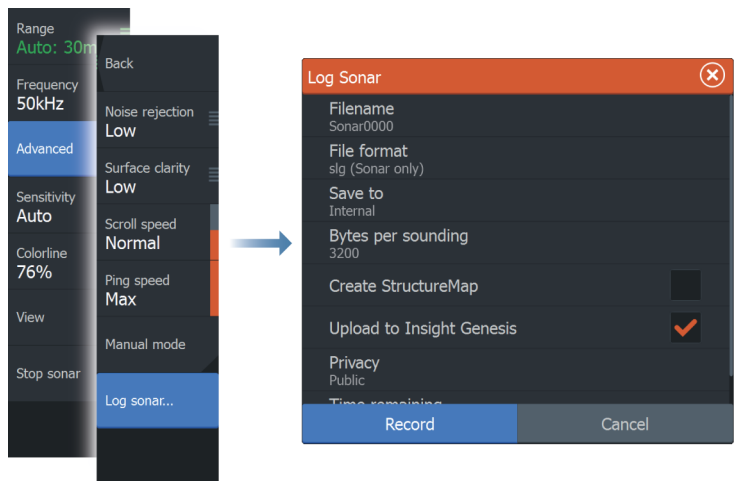 Range
Auto: 30m
Frequency
50kHz
Advanced
Sensitivity
Auto
Colorline
76%
View
Stop sonar
Back
Noise rejection
Low
Surface clarity
Low
Scroll speed
Normal
Ping speed
Max
Manual mode
Log sonar...
Log Sonar
Filename
Sonar0000
File format
slg (Sonar only)
Save to
Internal
Bytes per sounding
3200
Create StructureMap
Upload to Insight Genesis
Privacy
Public
Time remaining
Record
Cancel